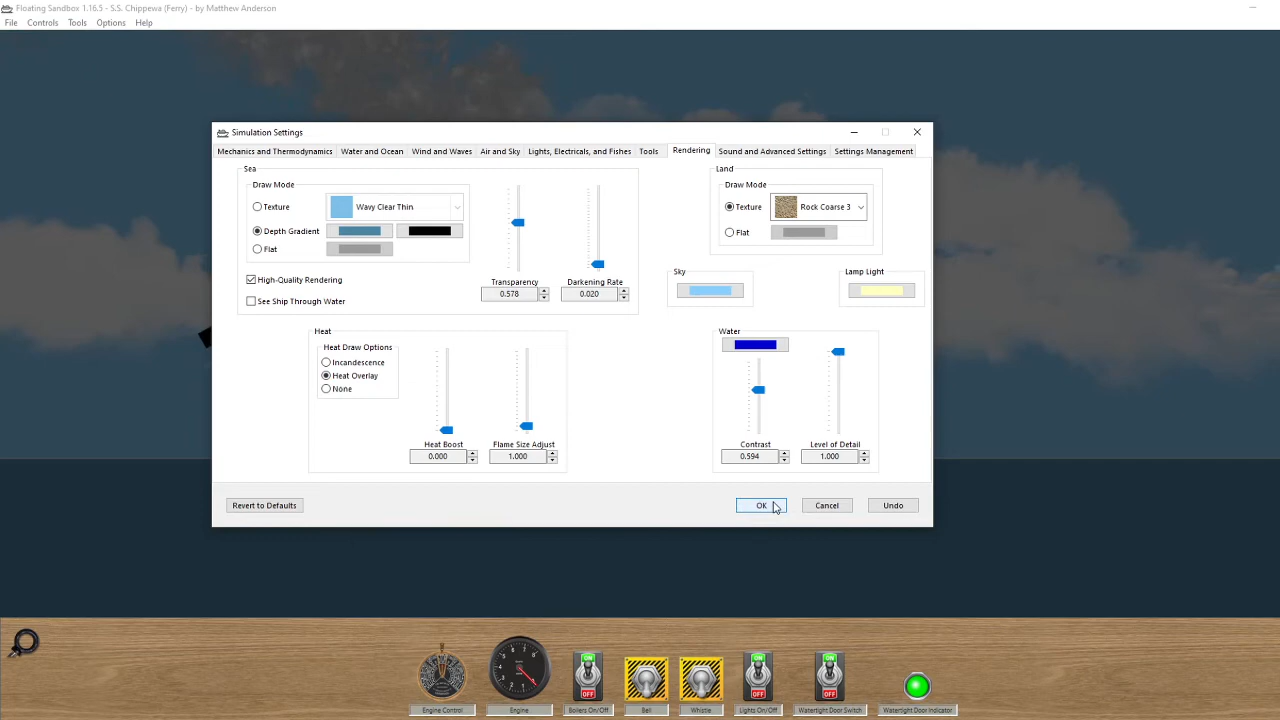 Floating Sandbox 1.16.5 - S.S. Chippewa (Ferry) - by Matthew Anderson
File Controls Tools Options Help
Simulation Settings
Mechanics and Thermodynamics Water and Ocean Wind and Waves Air and Sky Lights, Electricals, and Fishes Tools Rendering Sound and Advanced Settings Settings Management
Sea
Draw Mode
Texture Wavy Clear Thin
Depth Gradient
Flat
High-Quality Rendering
See Ship Through Water
Transparency
0.578
Darkening Rate
0.020
Land
Draw Mode
Texture Rock Coarse 3
Flat
Sky
Lamp Light
Heat
Heat Draw Options
Incandescence
Heat Overlay
None
Heat Boost
0.000
Flame Size Adjust
1.000
Water
Contrast
0.594
Level of Detail
1.000
Revert to Defaults OK Cancel Undo
ON ON ON
OFF OFF OFF
Engine Control Engine Boilers On/Off Bell Whistle Lights On/Off Watertight Door Switch Watertight Door Indicator